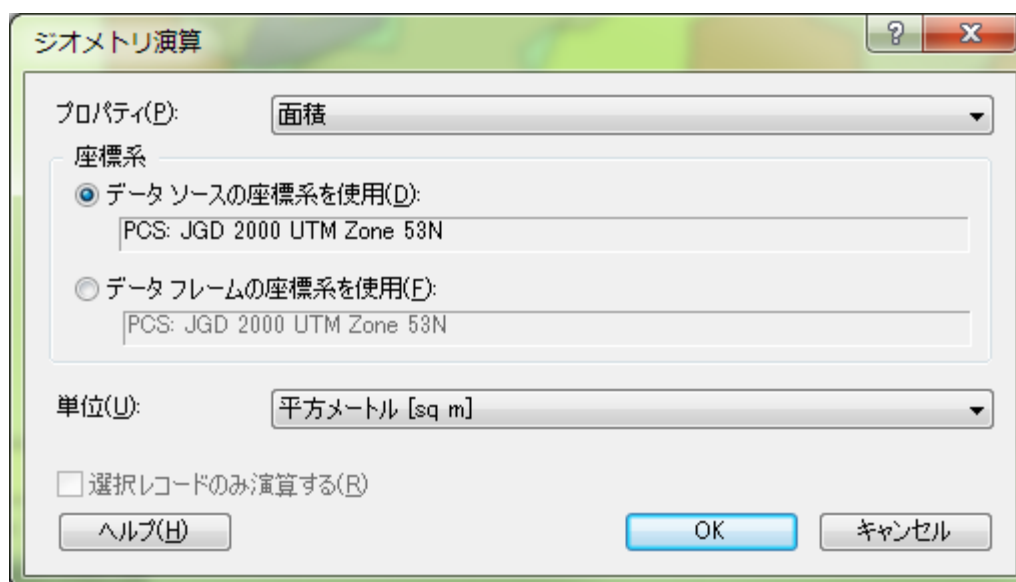 ジオメトリ演算
プロパティ(P): 面積
座標系
データ ソースの座標系を使用(D):
PCS: JGD 2000 UTM Zone 53N
データ フレームの座標系を使用(F):
PCS: JGD 2000 UTM Zone 53N
単位(U): 平方メートル [sq m]
選択レコードのみ演算する(R)
ヘルプ(H) OK キャンセル